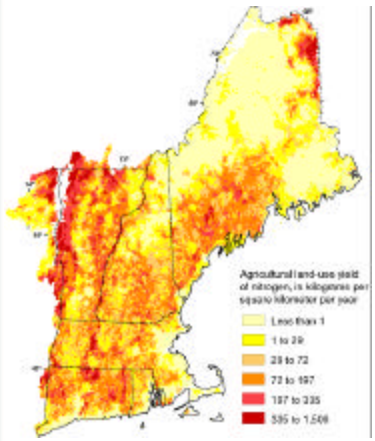 Agricultural land-use yield
of nitrogen, in kilograms per
square kilometer per year
Less than 1
1 to 29
29 to 72
72 to 197
197 to 335
335 to 1,508